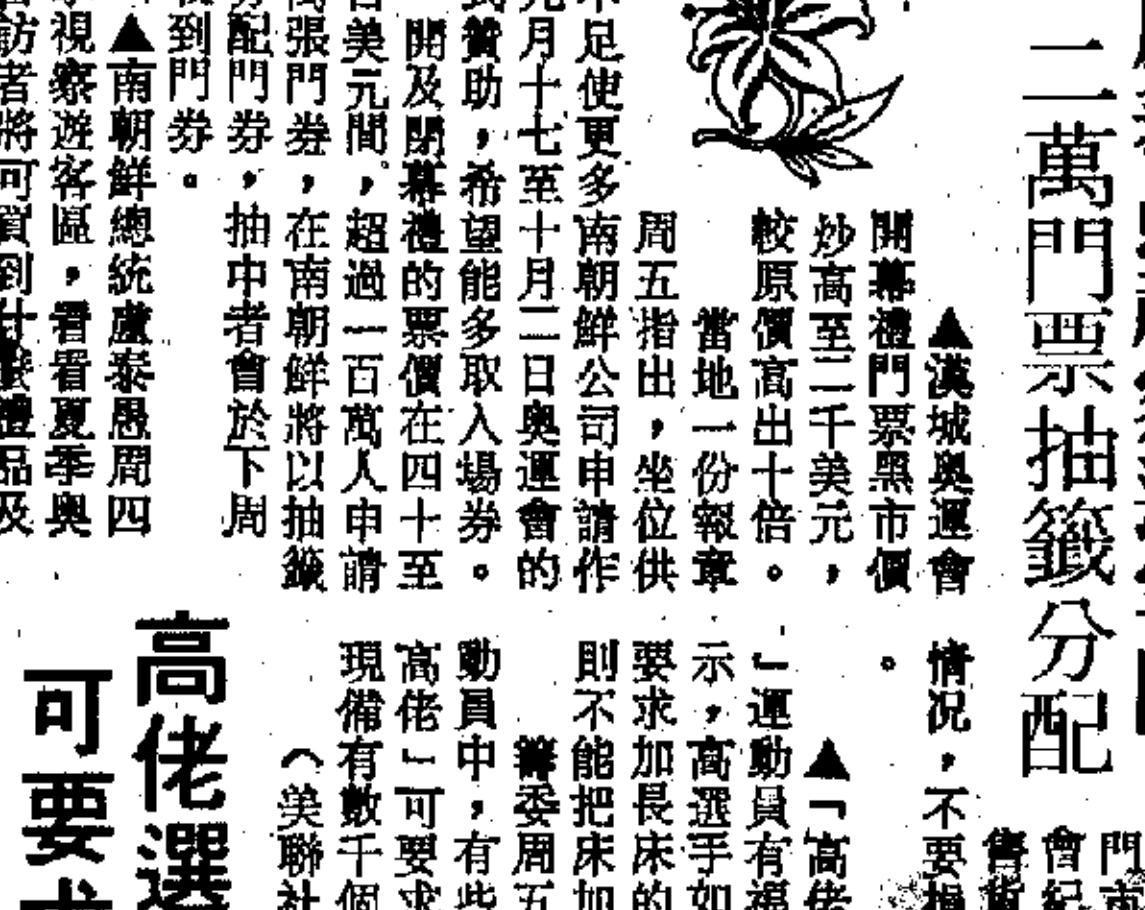 二萬門票抽籤分配
▲漢城奧運會
開幕禮門票黑市價
炒高至二千美元，
較原價高出十倍。
當地一份報章
周五指出，坐位供
足使更多南朝鮮公司申請作
月十七至十月二日奧運會的
贊助，希望能多取入場券。
開及閉幕禮的票價在四十至
美元間，超過一百萬人申請
張門券，在南朝鮮將以抽籤
配門券，抽中者會於下周
到門券。
▲南朝鮮總統盧泰愚周四
視察遊客區，看看夏季奧
訪者將可買到
禮品及
情況，不要
。
▲「高佬
」運動員有福
示，高選手如
要求加長床的
則不能把床加
籌委周五
動員中，有些
高佬」可要求
現備有數千個
（美聯社
高佬選
可要求